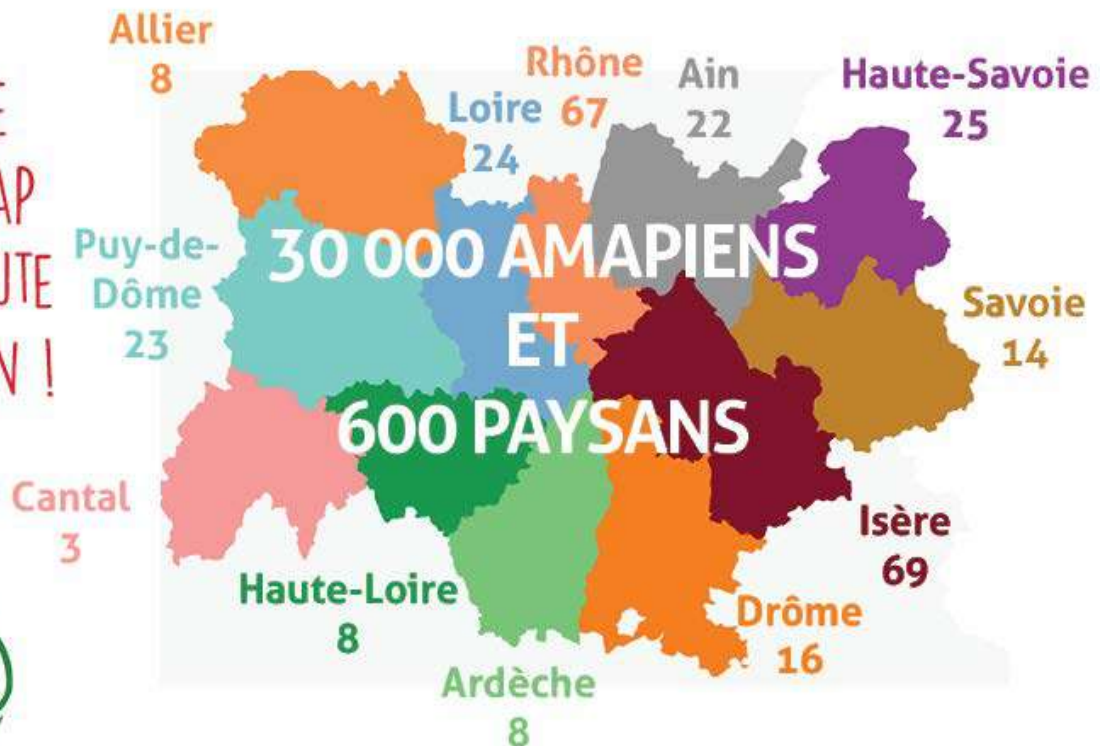 Allier
8
Rhône
67
Ain
22
Haute-Savoie
25
Loire
24
Puy-de-
Dôme
23
30 000 AMAPIENS
ET
600 PAYSANS
Savoie
14
Cantal
3
Isère
69
Haute-Loire
8
Drôme
16
Ardèche
8